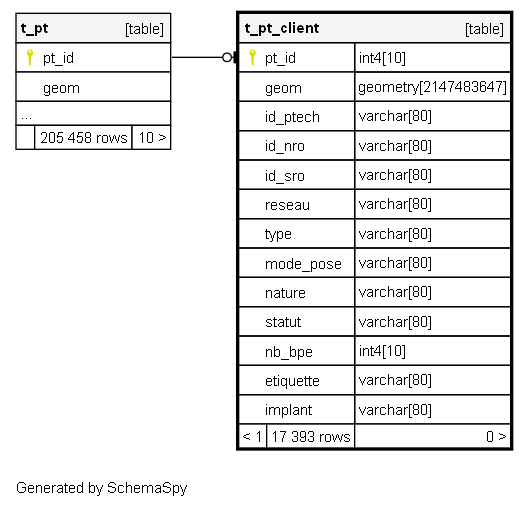 t_pt [table]
pt_id
geom
...
205 458 rows 10 >
t_pt_client [table]
pt_id int4[10]
geom geometry[2147483647]
id_ptech varchar[80]
id_nro varchar[80]
id_sro varchar[80]
reseau varchar[80]
type varchar[80]
mode_pose varchar[80]
nature varchar[80]
statut varchar[80]
nb_bpe int4[10]
etiquette varchar[80]
implant varchar[80]
< 1 17 393 rows 0 >
Generated by SchemaSpy